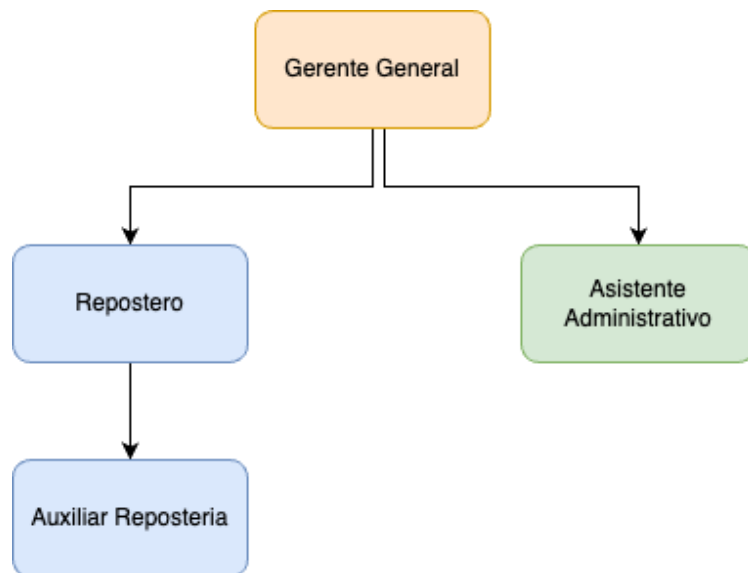 Gerente General
Repostero
Asistente
Administrativo
Auxiliar Reposteria